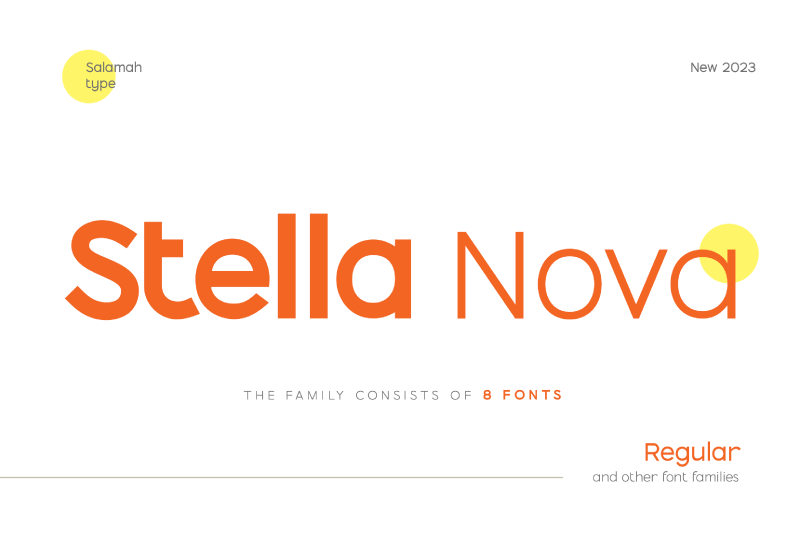 Salamah
type
New 2023
Stella Nova
THE FAMILY CONSISTS OF 8 FONTS
Regular
and other font families